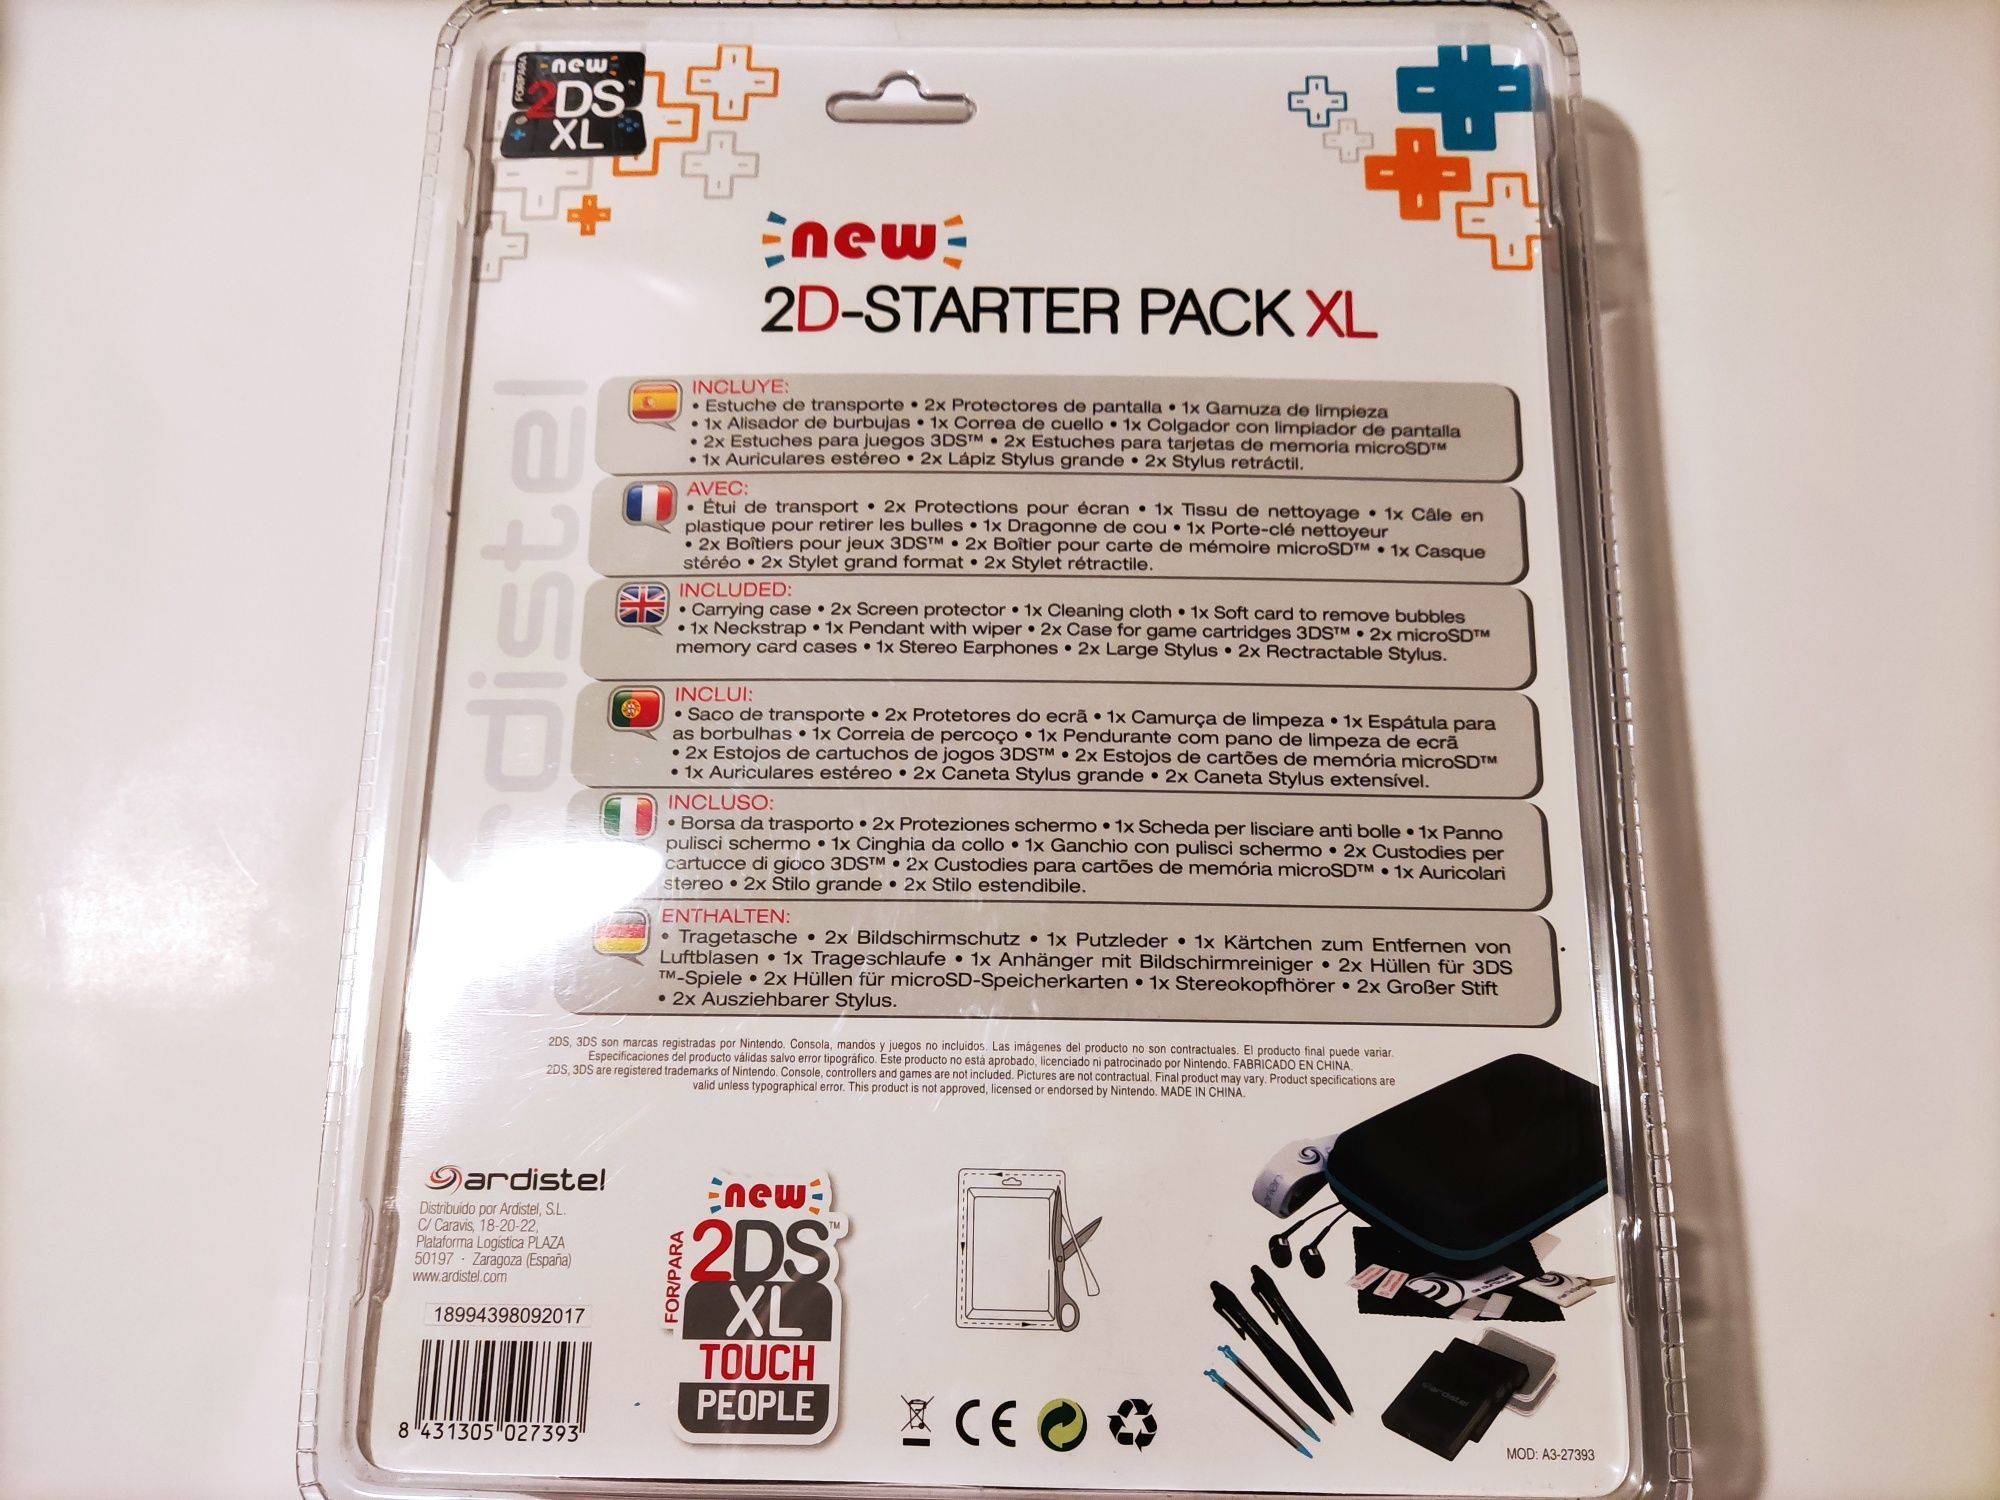 FOR/PARA
new
2DS
XL
new
2D-STARTER PACK XL
ardistel
INCLUYE:
• Estuche de transporte • 2x Protectores de pantalla • 1x Gamuza de limpieza
• 1x Alisador de burbujas • 1x Correa de cuello • 1x Colgador con limpiador de pantalla
• 2x Estuches para juegos 3DS™ • 2x Estuches para tarjetas de memoria microSD™
• 1x Auriculares estéreo • 2x Lápiz Stylus grande • 2x Stylus retráctil.
AVEC:
• Étui de transport • 2x Protections pour écran • 1x Tissu de nettoyage • 1x Câle en
plastique pour retirer les bulles • 1x Dragonne de cou • 1x Porte-clé nettoyeur
• 2x Boîtiers pour jeux 3DS™ • 2x Boîtier pour carte de mémoire microSD™ • 1x Casque
stéréo • 2x Stylet grand format • 2x Stylet rétractile.
INCLUDED:
• Carrying case • 2x Screen protector • 1x Cleaning cloth • 1x Soft card to remove bubbles
• 1x Neckstrap • 1x Pendant with wiper • 2x Case for game cartridges 3DS™ • 2x microSD™
memory card cases • 1x Stereo Earphones • 2x Large Stylus • 2x Rectractable Stylus.
INCLUI:
• Saco de transporte • 2x Protetores do ecrã • 1x Camurça de limpeza • 1x Espátula para
as borbulhas • 1x Correia de percoço • 1x Pendurante com pano de limpeza de ecrã
• 2x Estojos de cartuchos de jogos 3DS™ • 2x Estojos de cartões de memória microSD™
• 1x Auriculares estéreo • 2x Caneta Stylus grande • 2x Caneta Stylus extensível.
INCLUSO:
• Borsa da trasporto • 2x Proteziones schermo • 1x Scheda per lisciare anti bolle • 1x Panno
pulisci schermo • 1x Cinghia da collo • 1x Ganchio con pulisci schermo • 2x Custodies per
cartucce di gioco 3DS™ • 2x Custodies para cartões de memória microSD™ • 1x Auricolari
stereo • 2x Stilo grande • 2x Stilo estendibile.
ENTHALTEN:
• Tragetasche • 2x Bildschirmschutz • 1x Putzleder • 1x Kärtchen zum Entfernen von
Luftblasen • 1x Trageschlaufe • 1x Anhänger mit Bildschirmreiniger • 2x Hüllen für 3DS
™-Spiele • 2x Hüllen für microSD-Speicherkarten • 1x Stereokopfhörer • 2x Großer Stift
• 2x Ausziehbarer Stylus.
2DS, 3DS son marcas registradas por Nintendo. Consola, mandos y juegos no incluidos. Las imágenes del producto no son contractuales. El producto final puede variar.
Especificaciones del producto válidas salvo error tipográfico. Este producto no está aprobado, licenciado ni patrocinado por Nintendo. FABRICADO EN CHINA.
2DS, 3DS are registered trademarks of Nintendo. Console, controllers and games are not included. Pictures are not contractual. Final product may vary. Product specifications are
valid unless typographical error. This product is not approved, licensed or endorsed by Nintendo. MADE IN CHINA.
ardistel
Distribuido por Ardistel, S.L.
C/ Caravis, 18-20-22,
Plataforma Logística PLAZA
50197 - Zaragoza (España)
www.ardistel.com
18994398092017
8 431305 027393
FOR/PARA
new
2DS™
XL
TOUCH
PEOPLE
CE
ardistel
MOD: A3-27393